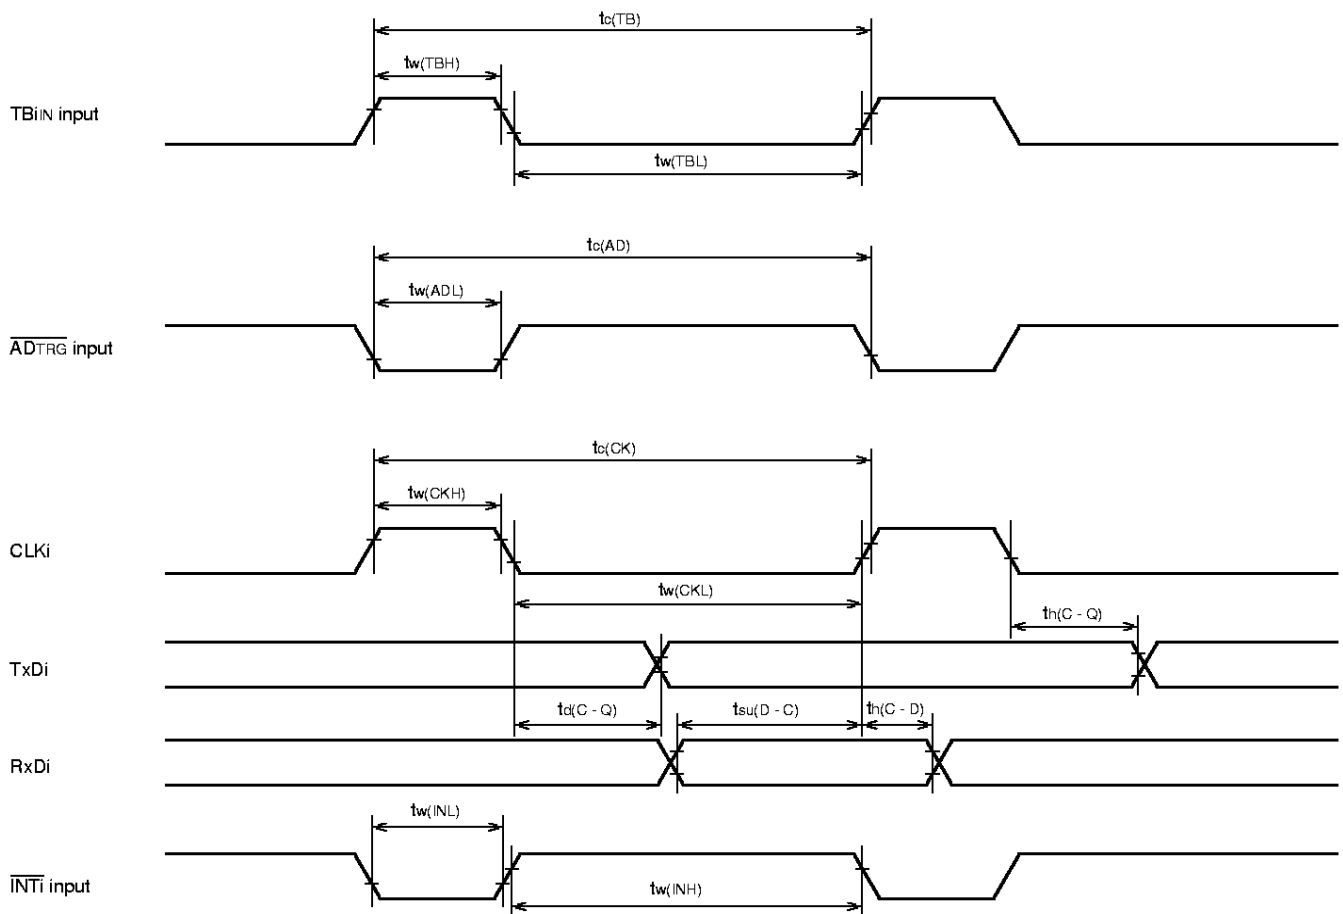 tc(TB)
tw(TBH)
TBiIN input
tw(TBL)
tc(AD)
tw(ADL)
ADTRG input
tc(CK)
tw(CKH)
CLKi
tw(CKL)
th(C - Q)
TxDi
td(C - Q)
tsu(D - C)
th(C - D)
RxDi
tw(INL)
INTi input
tw(INH)